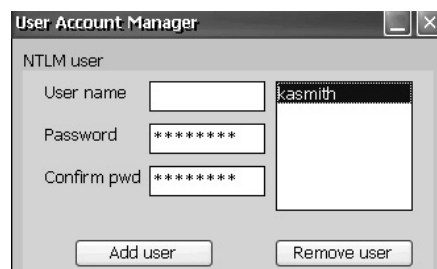 User Account Manager
NTLM user
User name
kasmith
Password
********
Confirm pwd
********
Add user
Remove user